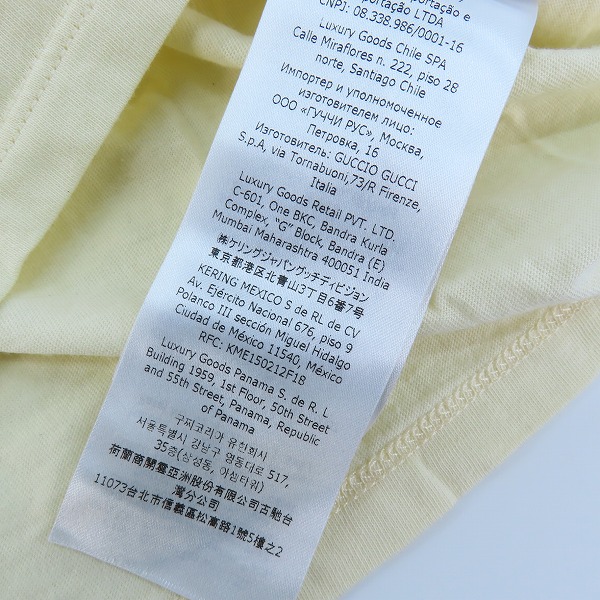 portação e
portação LTDA
CNPJ: 08.338.986/0001-16
Luxury Goods Chile SPA
Calle Miraflores n. 222, piso 28
norte, Santiago Chile
Импортер и уполномоченное
изготовителем лицо:
ООО «ГУЧЧИ РУС», Москва,
Петровка, 16
Изготовитель: GUCCIO GUCCI
S.p.A, via Tornabuoni,73/R Firenze,
Italia
Luxury Goods Retail PVT. LTD.
C-601, One BKC, Bandra Kurla
Complex, "G" Block, Bandra (E)
Mumbai Maharashtra 400051 India
㈱ケリングジャパングッチディビジョン
東京都港区北青山3丁目6番7号
KERING MEXICO S de RL de CV
Av. Ejército Nacional 676, piso 9
Polanco III sección Miguel Hidalgo
Ciudad de México 11540, México
RFC: KME150212F18
Luxury Goods Panama S. de R. L
Building 1959, 1st Floor, 50th Street
and 55th Street, Panama, Republic
of Panama
구찌코리아 유한회사
서울특별시 강남구 영동대로 517,
35층(삼성동, 아셈타워)
荷蘭商開雲亞洲股份有限公司古馳台
灣分公司
11073台北市信義區松高路1號5樓之2